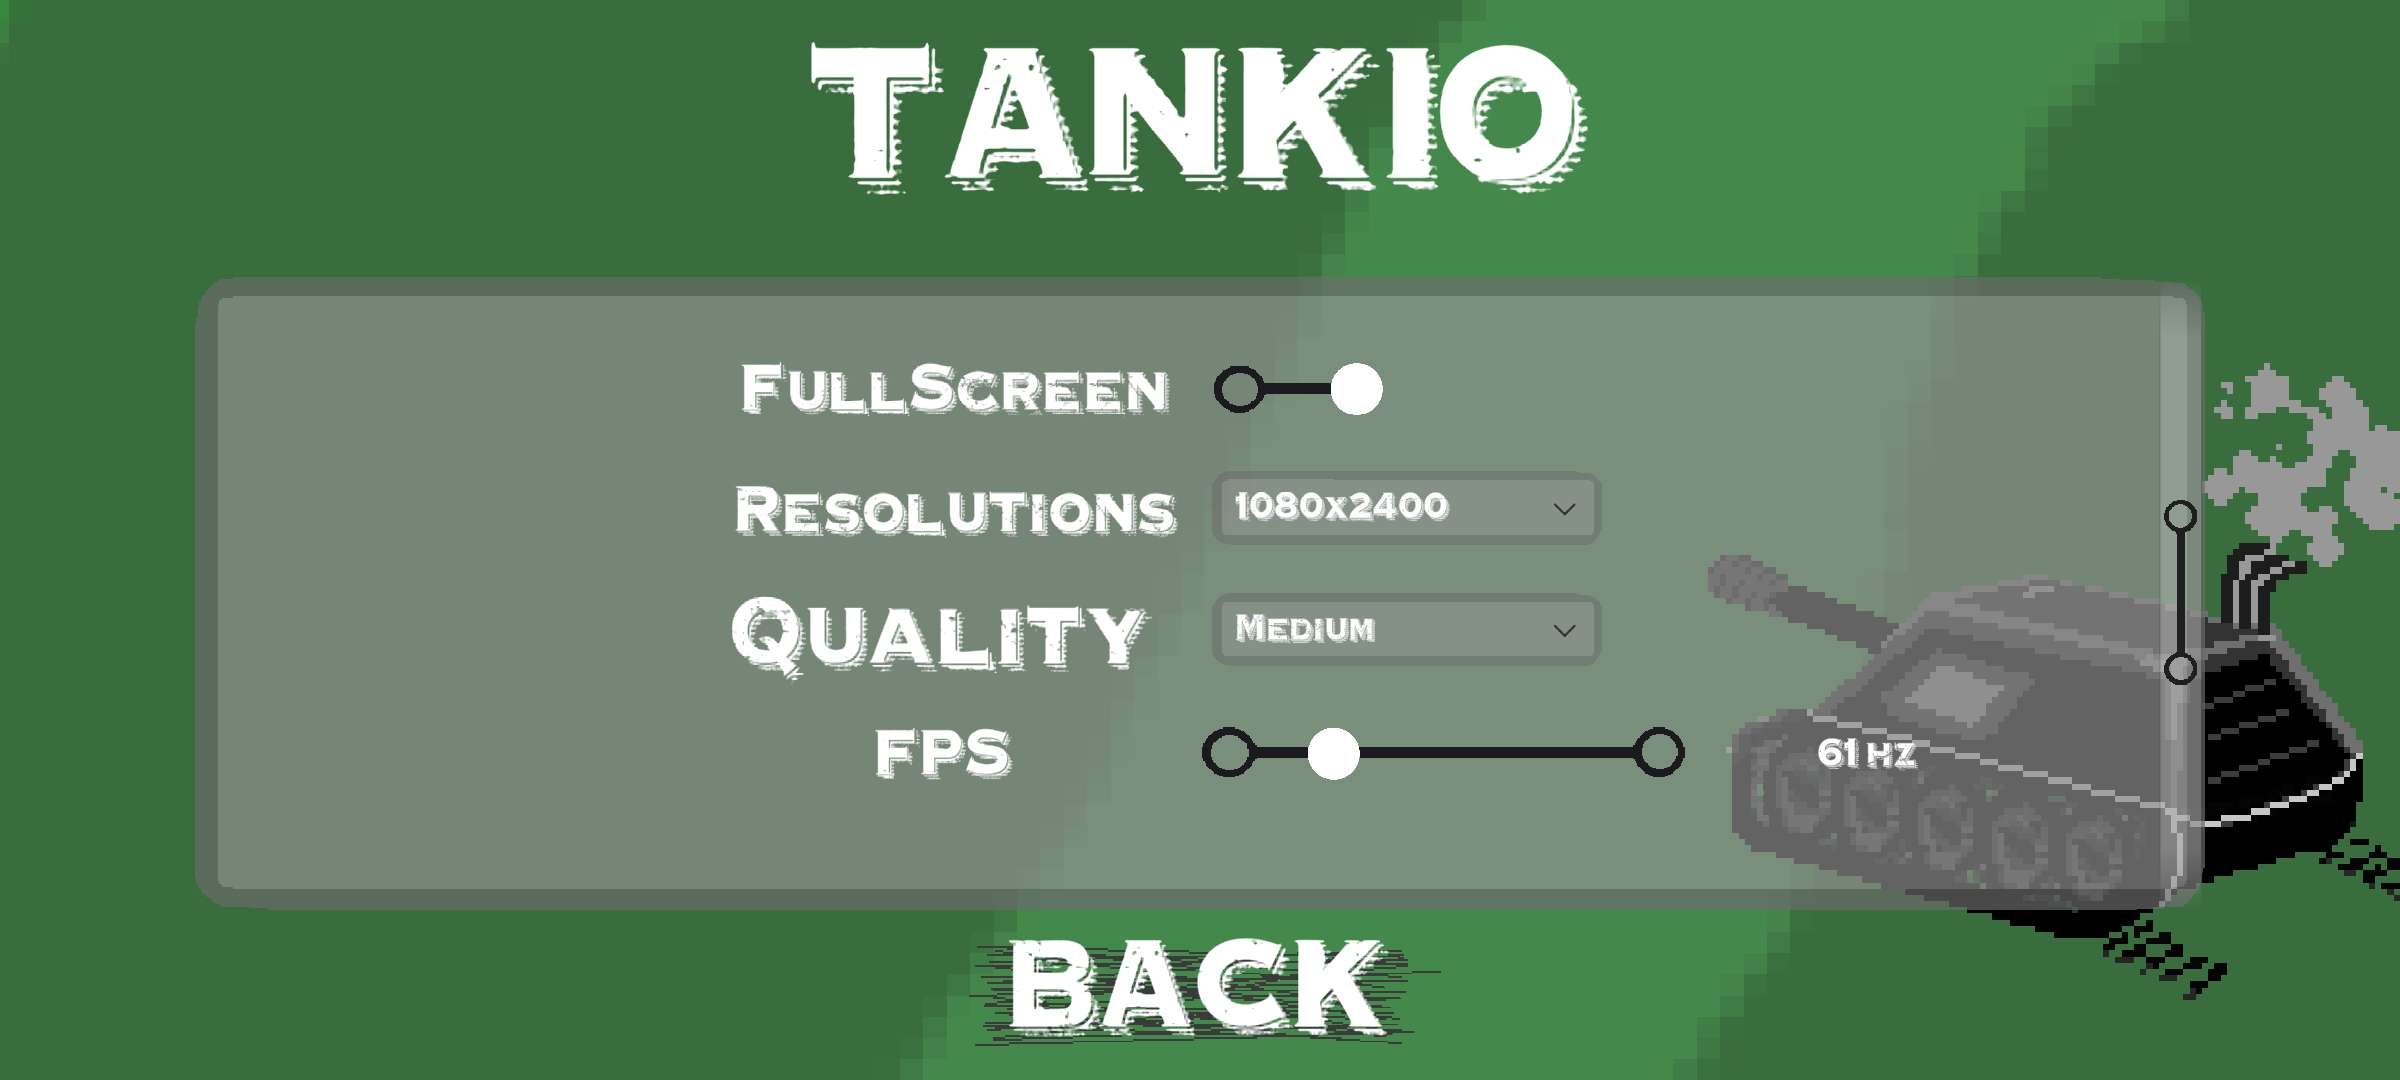 TANKIO
FullScreen
Resolutions 1080x2400
Quality Medium
FPS 61 Hz
BACK